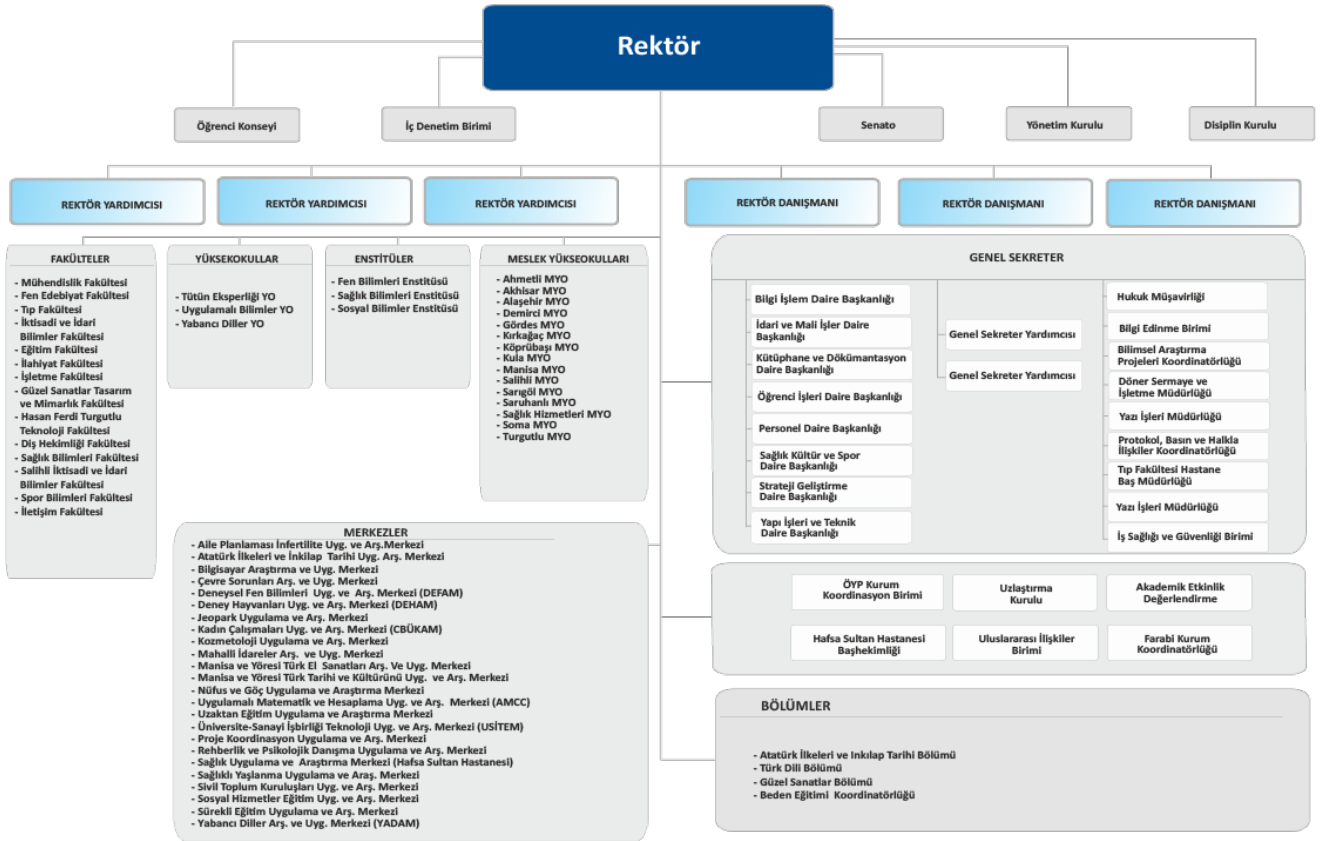 Rektör
Öğrenci Konseyi
İç Denetim Birimi
Senato
Yönetim Kurulu
Disiplin Kurulu
REKTÖR YARDIMCISI
REKTÖR YARDIMCISI
REKTÖR YARDIMCISI
REKTÖR DANIŞMANI
REKTÖR DANIŞMANI
REKTÖR DANIŞMANI
FAKÜLTELER
- Mühendislik Fakültesi
- Fen Edebiyat Fakültesi
- Tıp Fakültesi
- İktisadi ve İdari
Bilimler Fakültesi
- Eğitim Fakültesi
- İlahiyat Fakültesi
- İşletme Fakültesi
- Güzel Sanatlar Tasarım
ve Mimarlık Fakültesi
- Hasan Ferdi Turgutlu
Teknoloji Fakültesi
- Diş Hekimliği Fakültesi
- Sağlık Bilimleri Fakültesi
- Salihli İktisadi ve İdari
Bilimler Fakültesi
- Spor Bilimleri Fakültesi
- İletişim Fakültesi
YÜKSEKOKULLAR
- Tütün Eksperliği YO
- Uygulamalı Bilimler YO
- Yabancı Diller YO
ENSTİTÜLER
- Fen Bilimleri Enstitüsü
- Sağlık Bilimleri Enstitüsü
- Sosyal Bilimler Enstitüsü
MESLEK YÜKSEOKULLARI
- Ahmetli MYO
- Akhisar MYO
- Alaşehir MYO
- Demirci MYO
- Gördes MYO
- Kırkağaç MYO
- Köprübaşı MYO
- Kula MYO
- Manisa MYO
- Salihli MYO
- Sarıgöl MYO
- Saruhanlı MYO
- Sağlık Hizmetleri MYO
- Soma MYO
- Turgutlu MYO
GENEL SEKRETER
Bilgi İşlem Daire Başkanlığı
İdari ve Mali İşler Daire
Başkanlığı
Kütüphane ve Dökümantasyon
Daire Başkanlığı
Öğrenci İşleri Daire Başkanlığı
Personel Daire Başkanlığı
Sağlık Kültür ve Spor
Daire Başkanlığı
Strateji Geliştirme
Daire Başkanlığı
Yapı İşleri ve Teknik
Daire Başkanlığı
Genel Sekreter Yardımcısı
Genel Sekreter Yardımcısı
Hukuk Müşavirliği
Bilgi Edinme Birimi
Bilimsel Araştırma
Projeleri Koordinatörlüğü
Döner Sermaye ve
İşletme Müdürlüğü
Yazı İşleri Müdürlüğü
Protokol, Basın ve Halkla
İlişkiler Koordinatörlüğü
Tıp Fakültesi Hastane
Baş Müdürlüğü
Yazı İşleri Müdürlüğü
İş Sağlığı ve Güvenliği Birimi
MERKEZLER
- Aile Planlaması İnfertilite Uyg. ve Arş.Merkezi
- Atatürk İlkeleri ve İnkilap Tarihi Uyg. Arş. Merkezi
- Bilgisayar Araştırma ve Uyg. Merkezi
- Çevre Sorunları Arş. ve Uyg. Merkezi
- Deneysel Fen Bilimleri Uyg. ve Arş. Merkezi (DEFAM)
- Deney Hayvanları Uyg. ve Arş. Merkezi (DEHAM)
- Jeopark Uygulama ve Arş. Merkezi
- Kadın Çalışmaları Uyg. ve Arş. Merkezi (CBÜKAM)
- Kozmetoloji Uygulama ve Arş. Merkezi
- Mahalli İdareler Arş. ve Uyg. Merkezi
- Manisa ve Yöresi Türk El Sanatları Arş. Ve Uyg. Merkezi
- Manisa ve Yöresi Türk Tarihi ve Kültürünü Uyg. ve Arş. Merkezi
- Nüfus ve Göç Uygulama ve Araştırma Merkezi
- Uygulamalı Matematik ve Hesaplama Uyg. ve Arş. Merkezi (AMCC)
- Uzaktan Eğitim Uygulama ve Araştırma Merkezi
- Üniversite-Sanayi İşbirliği Teknoloji Uyg. ve Arş. Merkezi (USİTEM)
- Proje Koordinasyon Uygulama ve Arş. Merkezi
- Rehberlik ve Psikolojik Danışma Uygulama ve Arş. Merkezi
- Sağlık Uygulama ve Araştırma Merkezi (Hafsa Sultan Hastanesi)
- Sağlıklı Yaşlanma Uygulama ve Araş. Merkezi
- Sivil Toplum Kuruluşları Uyg. ve Arş. Merkezi
- Sosyal Hizmetler Eğitim Uyg. ve Arş. Merkezi
- Sürekli Eğitim Uygulama ve Arş. Merkezi
- Yabancı Diller Arş. ve Uyg. Merkezi (YADAM)
ÖYP Kurum
Koordinasyon Birimi
Uzlaştırma
Kurulu
Akademik Etkinlik
Değerlendirme
Hafsa Sultan Hastanesi
Başhekimliği
Uluslararası İlişkiler
Birimi
Farabi Kurum
Koordinatörlüğü
BÖLÜMLER
- Atatürk İlkeleri ve Inkılap Tarihi Bölümü
- Türk Dili Bölümü
- Güzel Sanatlar Bölümü
- Beden Eğitimi Koordinatörlüğü